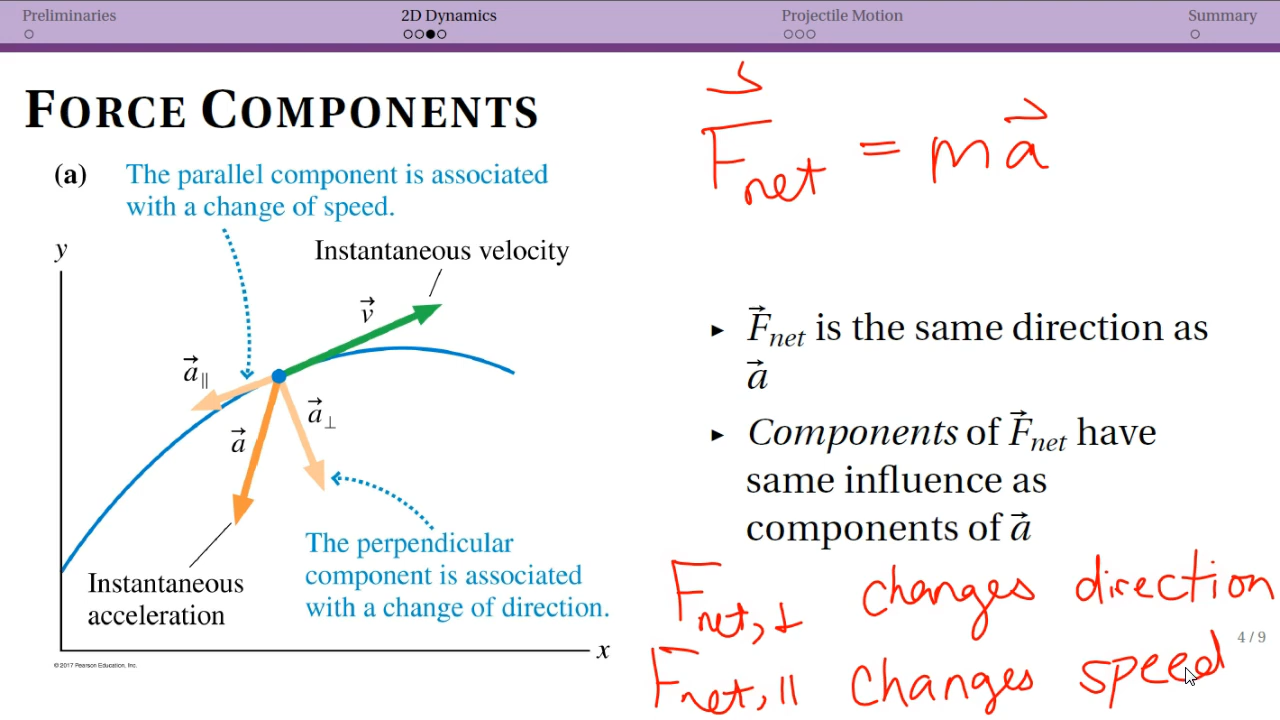 Preliminaries 2D Dynamics Projectile Motion Summary
FORCE COMPONENTS
(a) The parallel component is associated
with a change of speed.
y
Instantaneous velocity
v⃗
a⃗∥
a⃗⊥
a⃗
The perpendicular
component is associated
with a change of direction.
Instantaneous
acceleration
x
© 2017 Pearson Education, Inc.
F⃗net = ma⃗
▸ F⃗net is the same direction as
a⃗
▸ Components of F⃗net have
same influence as
components of a⃗
Fnet,⊥ changes direction
4 / 9
Fnet,∥ changes speed